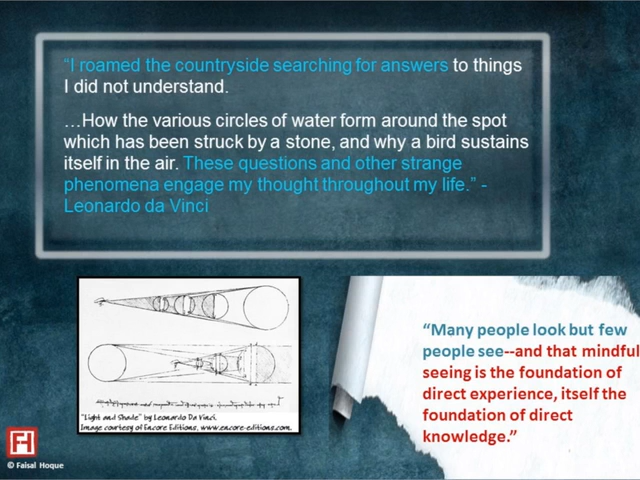 “I roamed the countryside searching for answers to things
I did not understand.
…How the various circles of water form around the spot
which has been struck by a stone, and why a bird sustains
itself in the air. These questions and other strange
phenomena engage my thought throughout my life.” -
Leonardo da Vinci
“Many people look but few
people see--and that mindful
seeing is the foundation of
direct experience, itself the
foundation of direct
knowledge.”
"Light and Shade" by Leonardo Da Vinci.
Image courtesy of Encore Editions, www.encore-editions.com.
FH
© Faisal Hoque